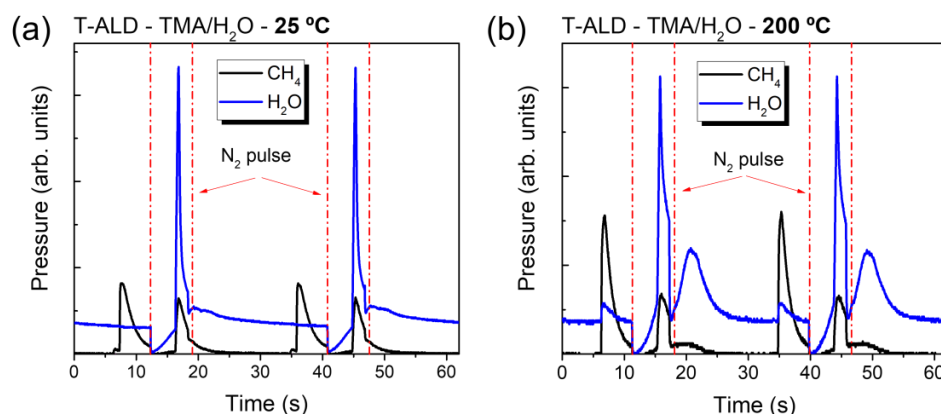 (a) T-ALD - TMA/H₂O - 25 ºC
CH₄
H₂O
N₂ pulse
Pressure (arb. units)
0 10 20 30 40 50 60
Time (s)
(b) T-ALD - TMA/H₂O - 200 ºC
CH₄
H₂O
N₂ pulse
Pressure (arb. units)
0 10 20 30 40 50 60
Time (s)